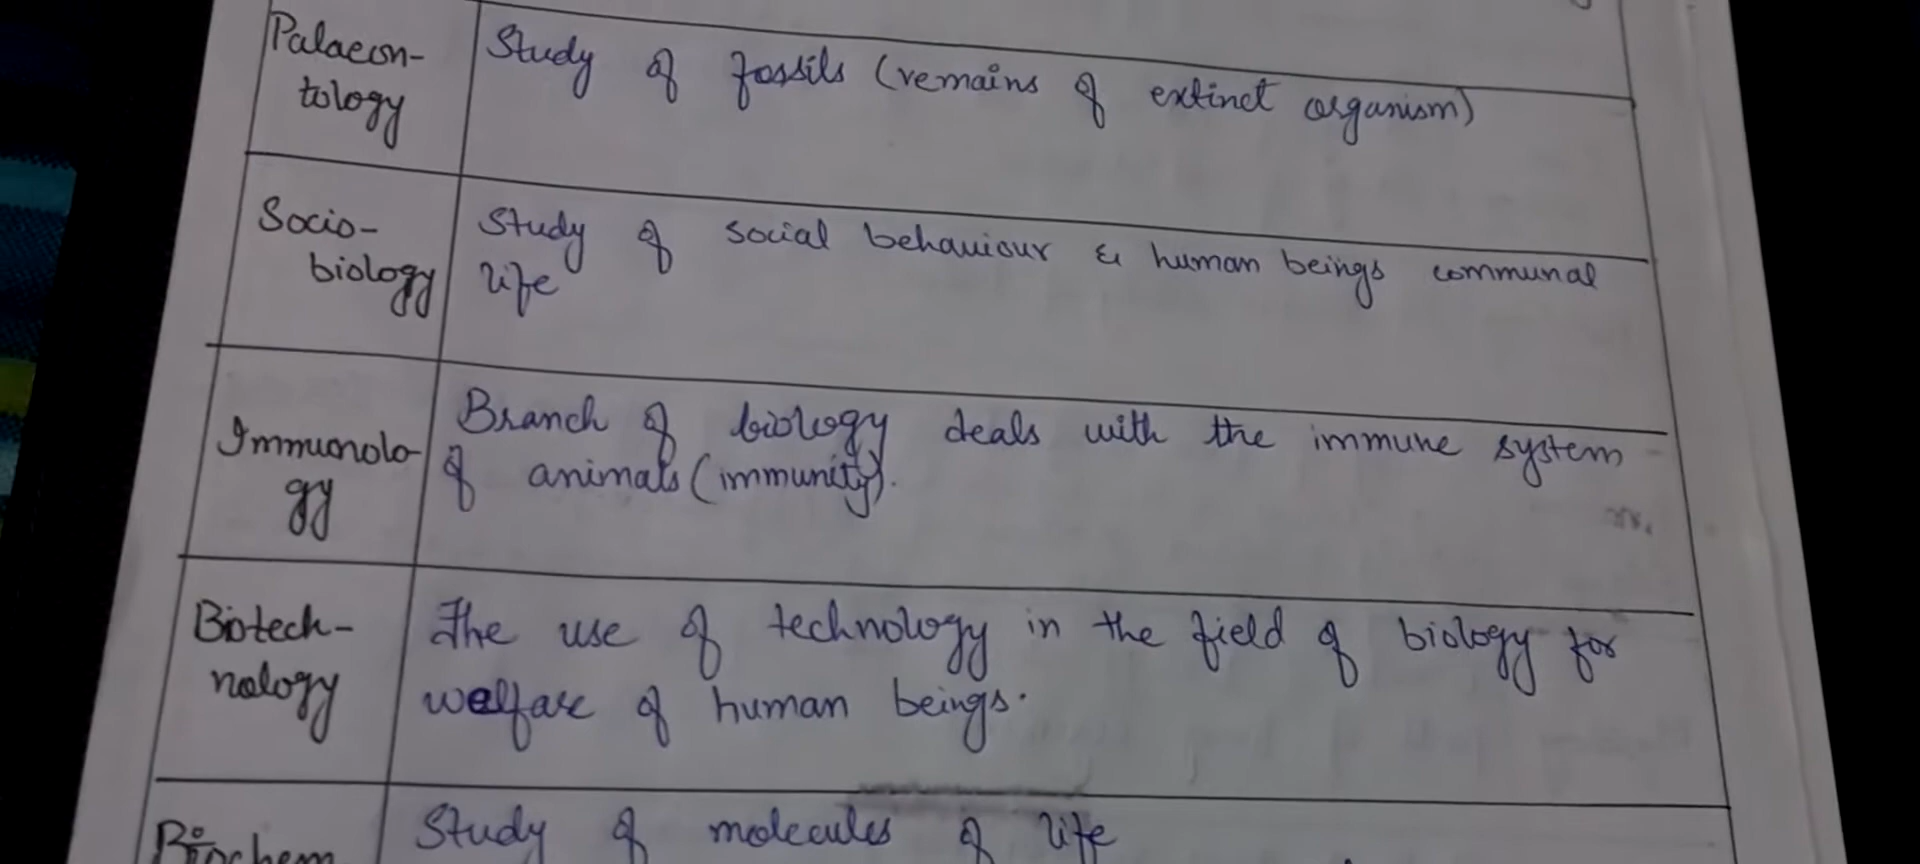 Palaeon-
tology
Study of fossils (remains of extinct organism)
Socio-
biology
Study of social behaviour & human beings communal
life
Immunolo-
gy
Branch of biology deals with the immune system
of animals (immunity).
Biotech-
nology
The use of technology in the field of biology for
welfare of human beings.
Biochem
Study of molecules of life